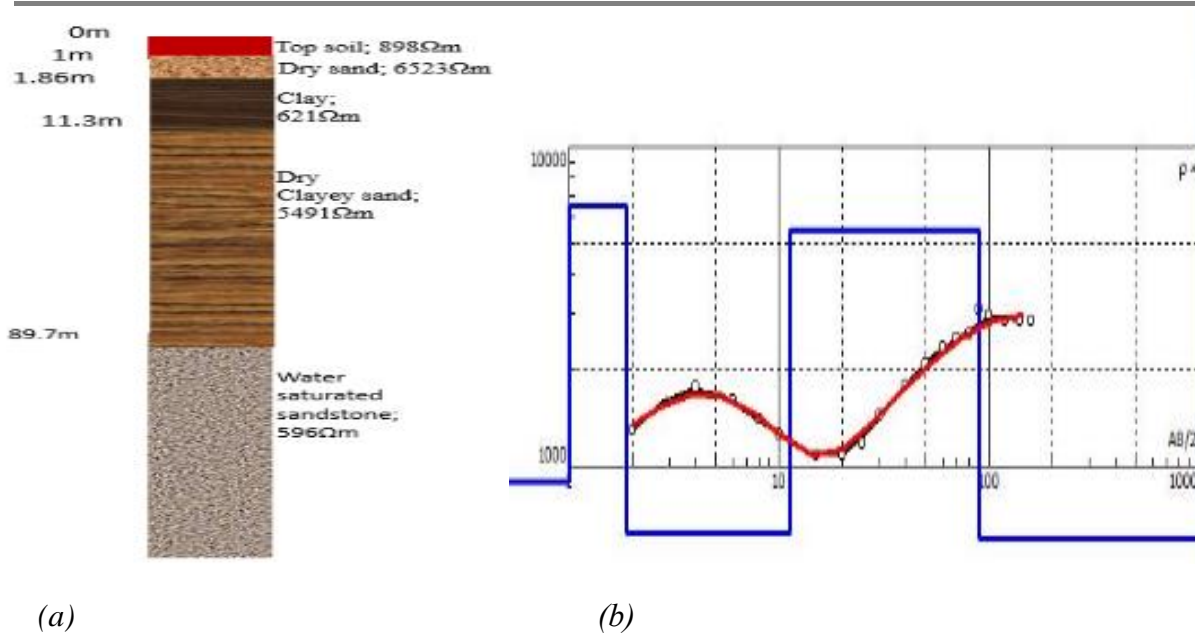 0m
Top soil; 898Ωm
1m
Dry sand; 6523Ωm
1.86m
Clay;
621Ωm
11.3m
Dry
Clayey sand;
5491Ωm
89.7m
Water
saturated
sandstone;
596Ωm
10000
ρ
1000
AB/2
10
100
1000
(a)
(b)